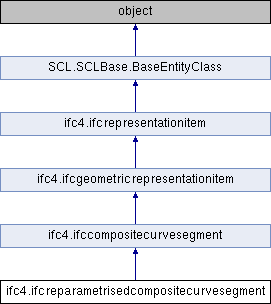 object
SCL.SCLBase.BaseEntityClass
ifc4.ifcrepresentationitem
ifc4.ifcgeometricrepresentationitem
ifc4.ifccompositecurvesegment
ifc4.ifcreparametrisedcompositecurvesegment